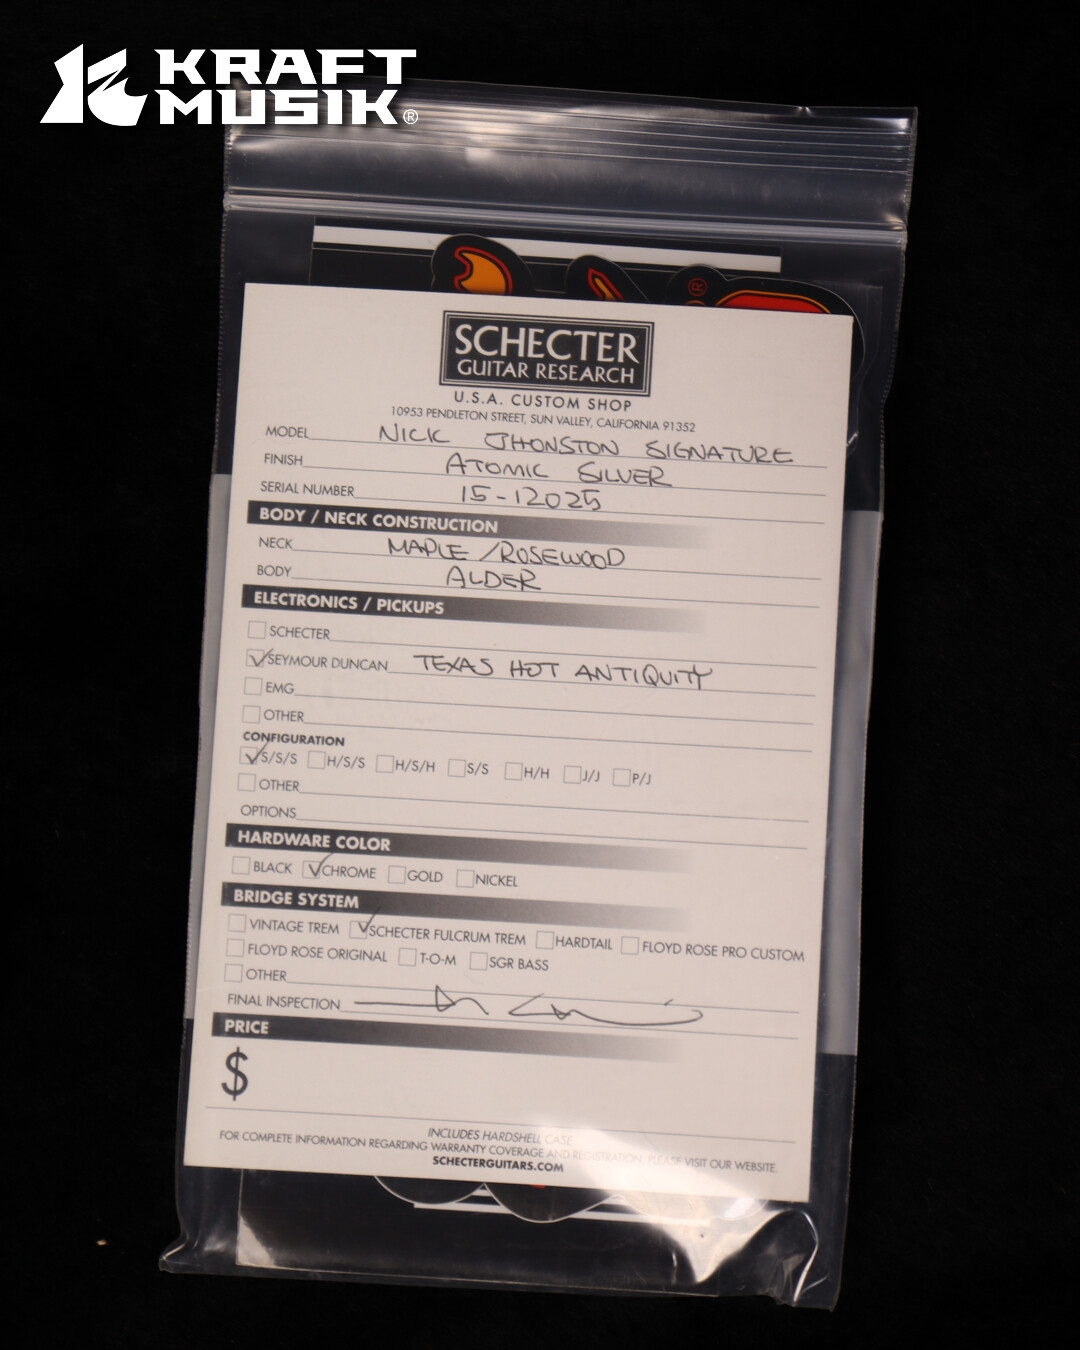 KRAFT
MUSIK®
®
SCHECTER
GUITAR RESEARCH
U.S.A. CUSTOM SHOP
10953 PENDLETON STREET, SUN VALLEY, CALIFORNIA 91352
MODEL NICK JHONSTON SIGNATURE
FINISH ATOMIC SILVER
SERIAL NUMBER 15-12025
BODY / NECK CONSTRUCTION
NECK MAPLE/ROSEWOOD
BODY ALDER
ELECTRONICS / PICKUPS
SCHECTER
SEYMOUR DUNCAN TEXAS HOT ANTIQUITY
EMG
OTHER
CONFIGURATION
S/S/S H/S/S H/S/H S/S H/H J/J P/J
OTHER
OPTIONS
HARDWARE COLOR
BLACK CHROME GOLD NICKEL
BRIDGE SYSTEM
VINTAGE TREM SCHECTER FULCRUM TREM HARDTAIL FLOYD ROSE PRO CUSTOM
FLOYD ROSE ORIGINAL T-O-M SGR BASS
OTHER
FINAL INSPECTION
PRICE
$
INCLUDES HARDSHELL CASE
FOR COMPLETE INFORMATION REGARDING WARRANTY COVERAGE AND REGISTRATION, PLEASE VISIT OUR WEBSITE.
SCHECTERGUITARS.COM